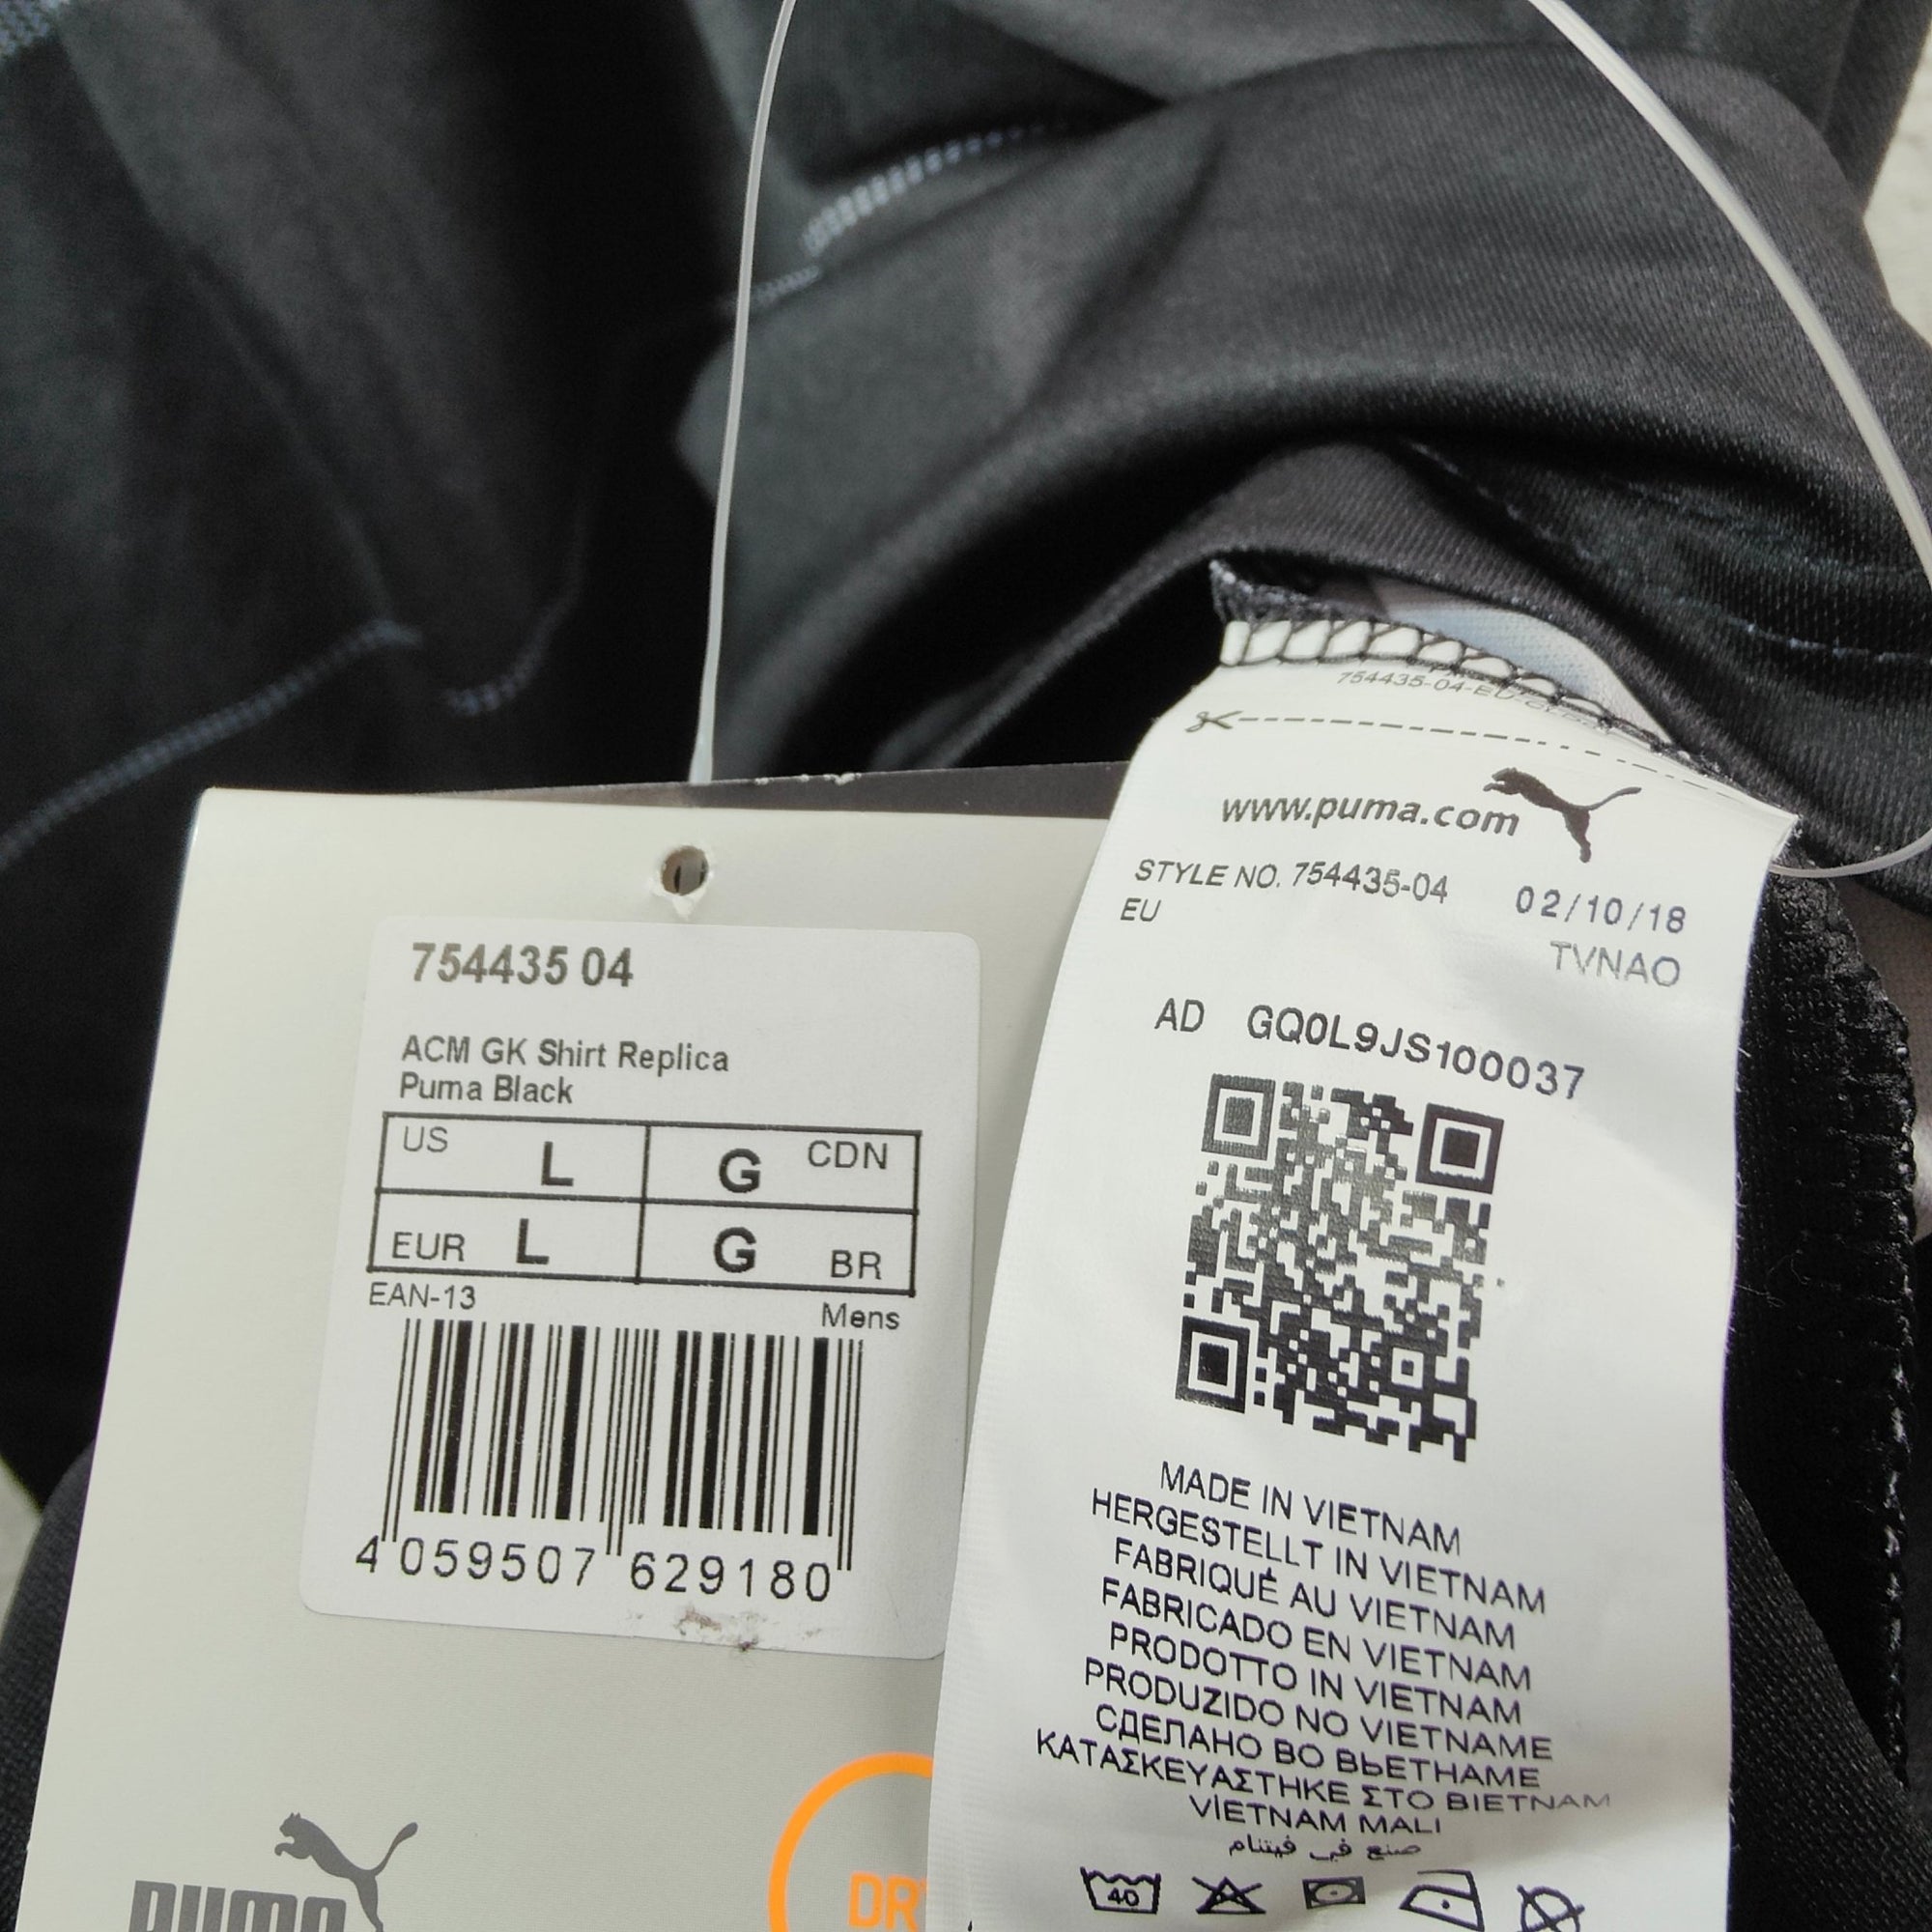 754435 04
ACM GK Shirt Replica
Puma Black
US L G CDN
EUR L G BR
EAN-13
Mens
4 059507 629180
PUMA
754435-04-EU
www.puma.com
STYLE NO. 754435-04 02/10/18
EU
TVNAO
AD GQ0L9JS100037
MADE IN VIETNAM
HERGESTELLT IN VIETNAM
FABRIQUÉ AU VIETNAM
FABRICADO EN VIETNAM
PRODOTTO IN VIETNAM
PRODUZIDO NO VIETNAME
СДЕЛАНО ВО ВЬЕТНАМЕ
ΚΑΤΑΣΚΕΥΑΣΤΗΚΕ ΣΤΟ ΒΙΕΤΝΑΜ
VİETNAM MALI
صنع في فيتنام
40